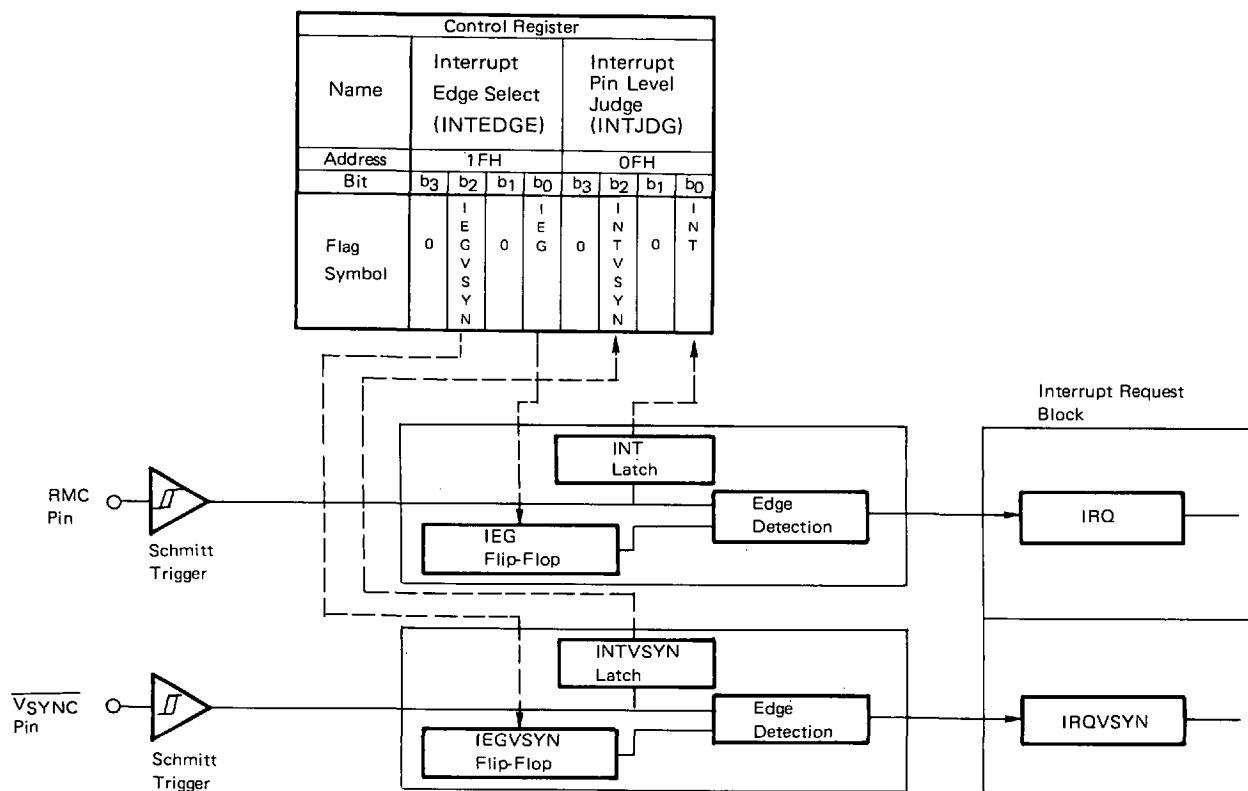 Control Register
Name
Interrupt
Edge Select
(INTEDGE)
Interrupt
Pin Level
Judge
(INTJDG)
Address
1FH
0FH
Bit
b3
b2
b1
b0
b3
b2
b1
b0
Flag
Symbol
0
IEGVSYN
0
IEG
0
INTVSYN
0
INT
Interrupt Request
Block
RMC
Pin
Schmitt
Trigger
INT
Latch
IEG
Flip-Flop
Edge
Detection
IRQ
VSYNC
Pin
Schmitt
Trigger
INTVSYN
Latch
IEGVSYN
Flip-Flop
Edge
Detection
IRQVSYN